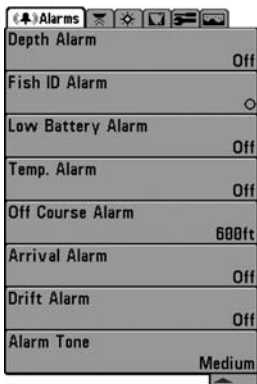 Alarms
Depth Alarm
Off
Fish ID Alarm
Low Battery Alarm
Off
Temp. Alarm
Off
Off Course Alarm
600ft
Arrival Alarm
Off
Drift Alarm
Off
Alarm Tone
Medium